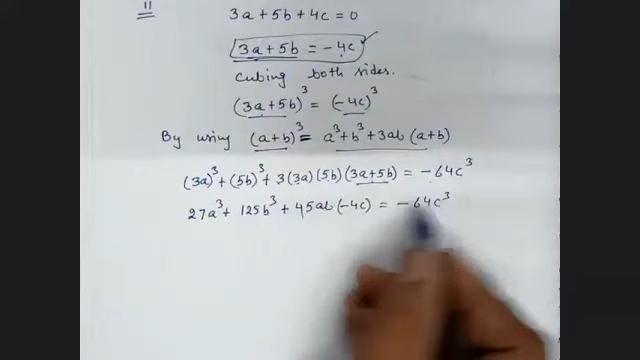 11
3a + 5b + 4c = 0
3a + 5b = -4c
cubing both sides.
(3a + 5b)³ = (-4c)³
By using (a+b)³ = a³ + b³ + 3ab (a+b)
(3a)³ + (5b)³ + 3(3a)(5b)(3a+5b) = -64c³
27a³ + 125b³ + 45ab(-4c) = -64c³